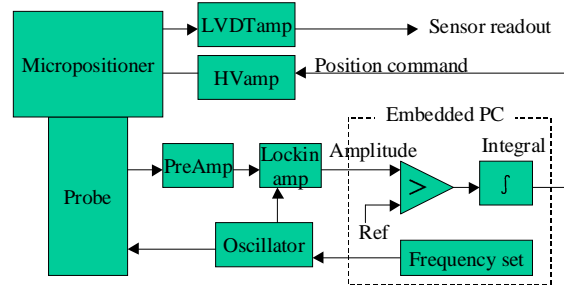 LVDTamp
Sensor readout
Micropositioner
HVamp
Position command
Embedded PC
Integral
PreAmp
Lockin
amp
Amplitude
>
∫
Probe
Ref
Oscillator
Frequency set